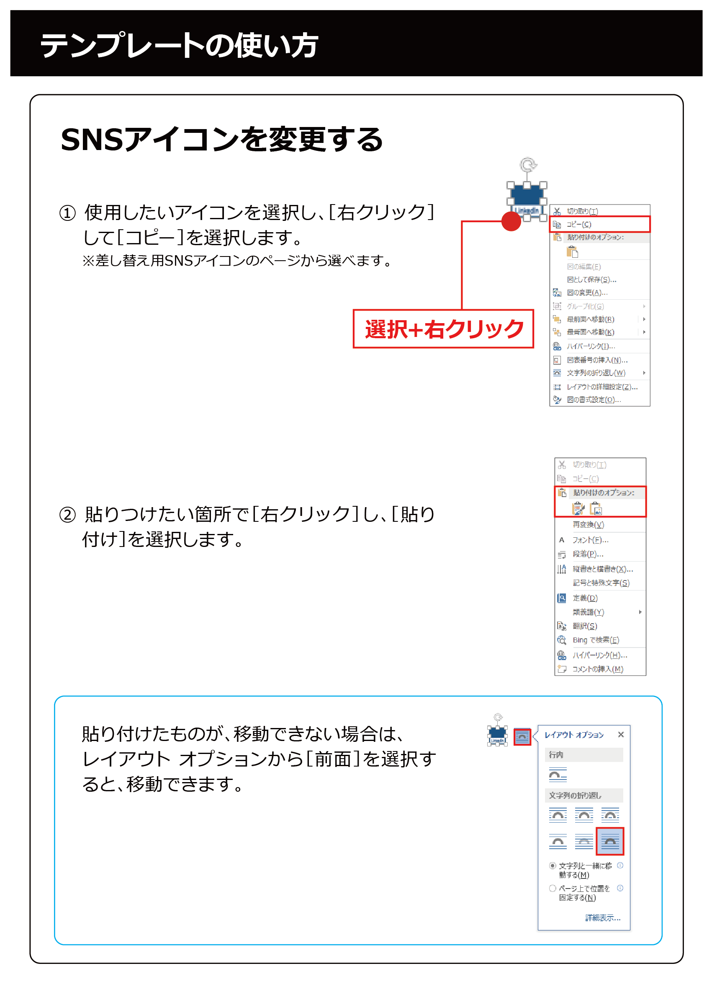 テンプレートの使い方
SNSアイコンを変更する
① 使用したいアイコンを選択し、［右クリック］
して［コピー］を選択します。
※差し替え用SNSアイコンのページから選べます。
LinkedIn
選択+右クリック
切り取り(T)
コピー(C)
貼り付けのオプション:
図の編集(E)
図として保存(S)...
図の変更(A)...
グループ化(G)
最前面へ移動(R)
最背面へ移動(K)
ハイパーリンク(I)...
図表番号の挿入(N)...
文字列の折り返し(W)
レイアウトの詳細設定(Z)...
図の書式設定(O)...
② 貼りつけたい箇所で［右クリック］し、［貼り
付け］を選択します。
切り取り(T)
コピー(C)
貼り付けのオプション:
再変換(V)
フォント(F)...
段落(P)...
縦書きと横書き(X)...
記号と特殊文字(S)
定義(D)
類義語(Y)
翻訳(S)
Bing で検索(E)
ハイパーリンク(H)...
コメントの挿入(M)
貼り付けたものが、移動できない場合は、
レイアウト オプションから［前面］を選択す
ると、移動できます。
LinkedIn
レイアウト オプション
行内
文字列の折り返し
文字列と一緒に移
動する(M)
ページ上で位置を
固定する(N)
詳細表示...